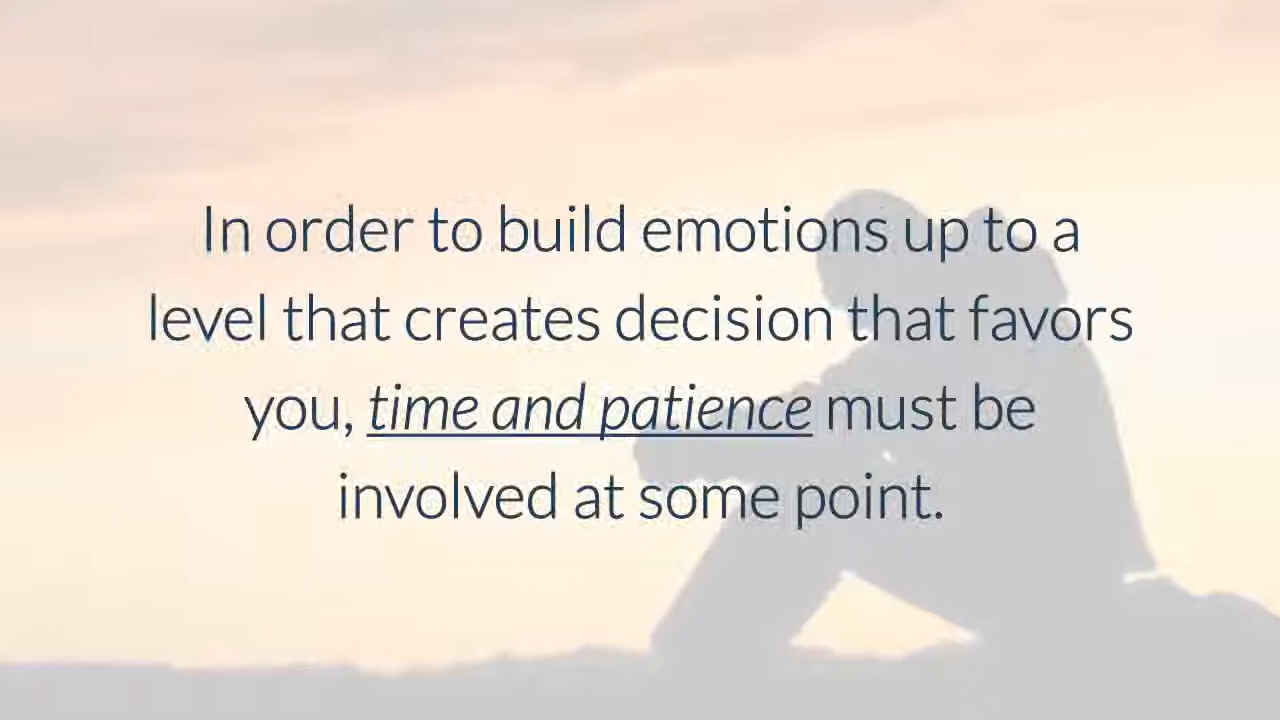 In order to build emotions up to a
level that creates decision that favors
you, time and patience must be
involved at some point.